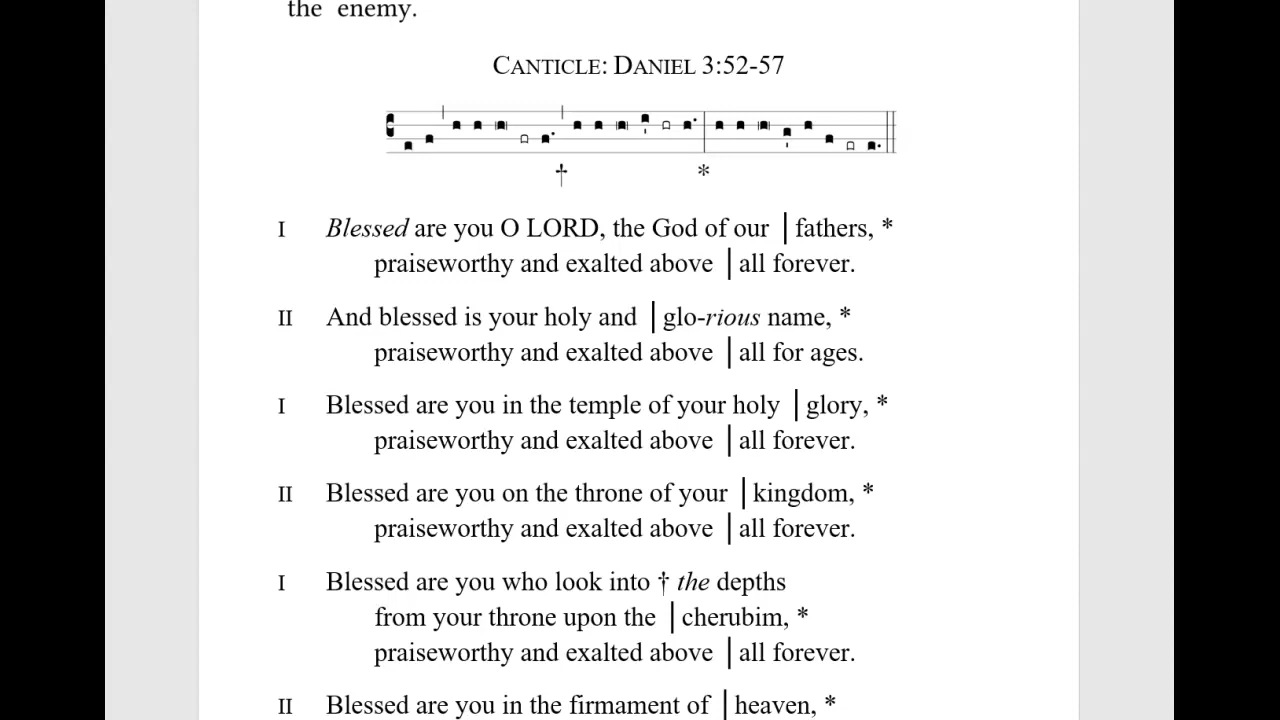 the enemy.
CANTICLE: DANIEL 3:52-57
† *
I Blessed are you O LORD, the God of our | fathers, *
praiseworthy and exalted above | all forever.
II And blessed is your holy and | glo-rious name, *
praiseworthy and exalted above | all for ages.
I Blessed are you in the temple of your holy | glory, *
praiseworthy and exalted above | all forever.
II Blessed are you on the throne of your | kingdom, *
praiseworthy and exalted above | all forever.
I Blessed are you who look into † the depths
from your throne upon the | cherubim, *
praiseworthy and exalted above | all forever.
II Blessed are you in the firmament of | heaven, *